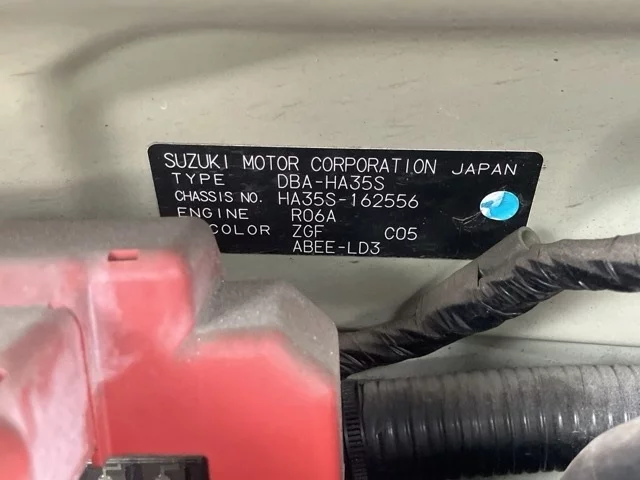 SUZUKI MOTOR CORPORATION JAPAN
TYPE DBA-HA35S
CHASSIS NO. HA35S-162556
ENGINE R06A
COLOR ZGF C05
ABEE-LD3